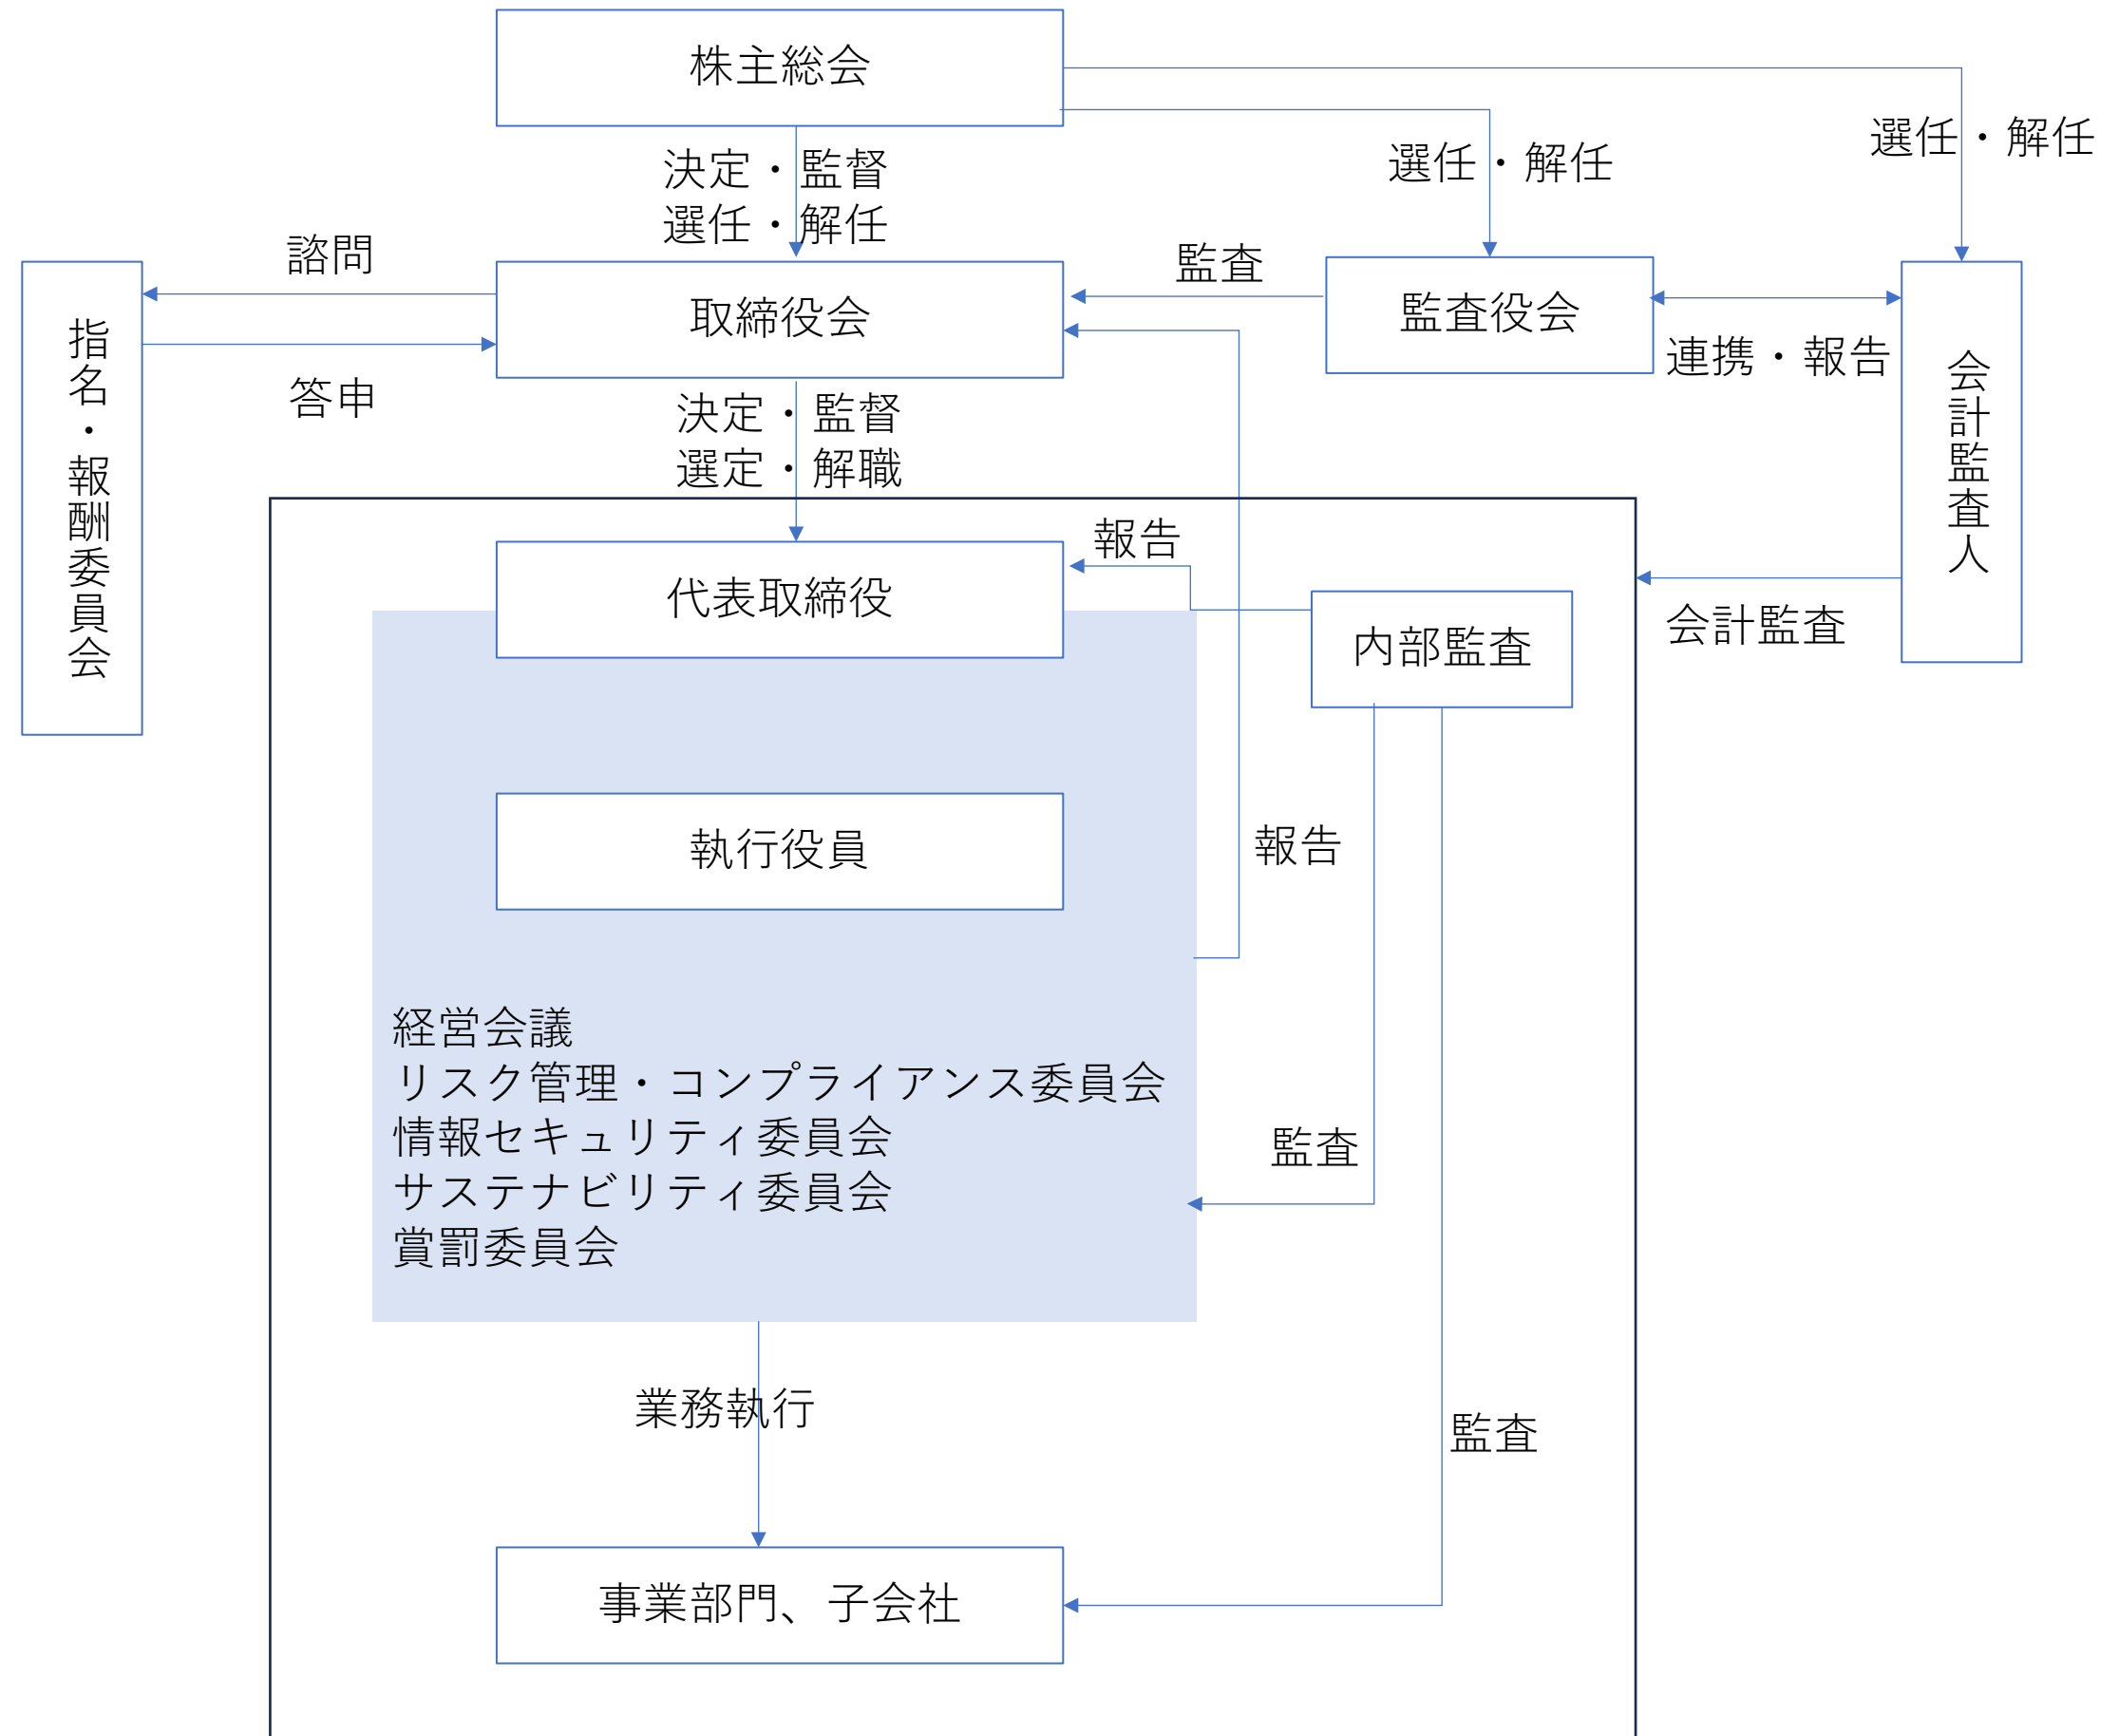 株主総会
決定・監督
選任・解任
選任・解任
選任・解任
諮問
答申
指名・報酬委員会
取締役会
監査
監査役会
連携・報告
会計監査人
決定・監督
選定・解職
代表取締役
報告
内部監査
会計監査
執行役員
報告
経営会議
リスク管理・コンプライアンス委員会
情報セキュリティ委員会
サステナビリティ委員会
賞罰委員会
監査
業務執行
監査
事業部門、子会社